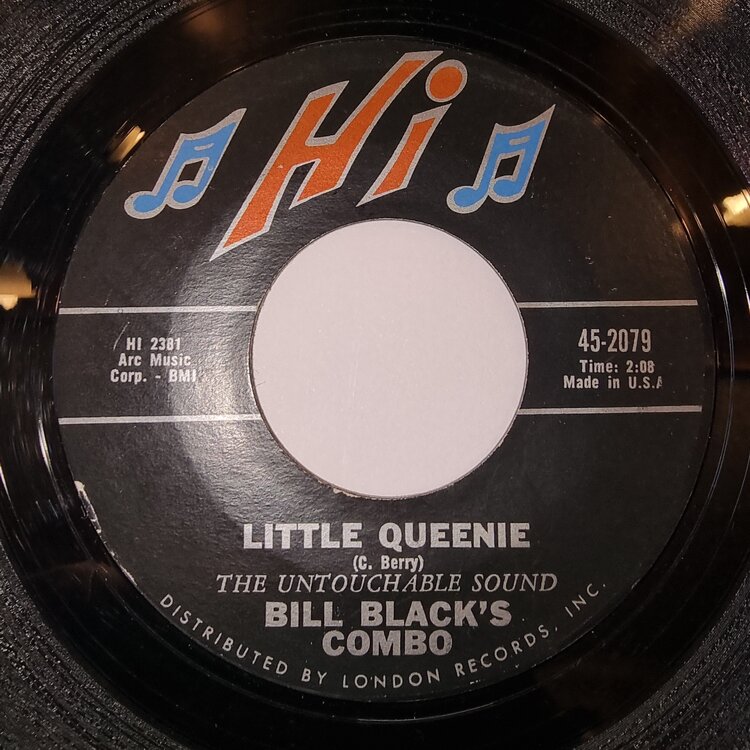 Hi
HI 2381
Arc Music
Corp. - BMI
45-2079
Time: 2:08
Made in U.S.A
LITTLE QUEENIE
(C. Berry)
THE UNTOUCHABLE SOUND
BILL BLACK'S
COMBO
DISTRIBUTED BY LONDON RECORDS, INC.